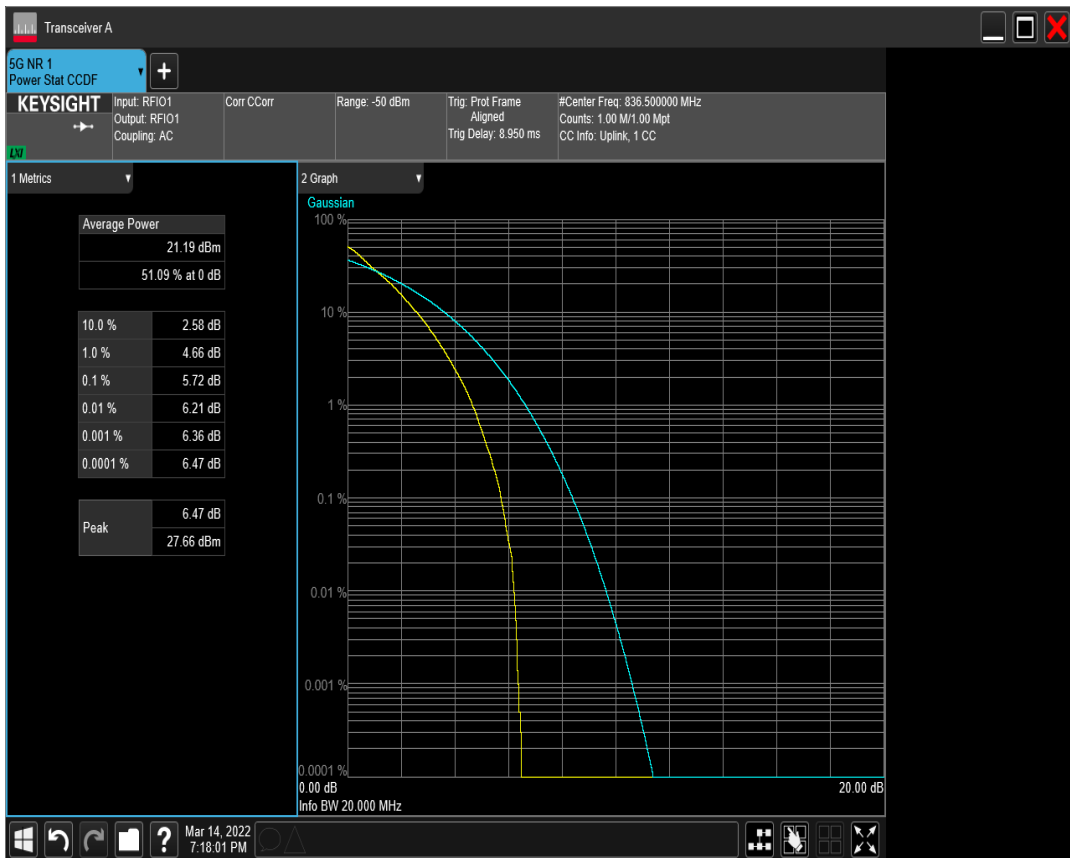 Transceiver A
5G NR 1
Power Stat CCDF
KEYSIGHT
LXI
Input: RFIO1
Output: RFIO1
Coupling: AC
Corr CCorr
Range: -50 dBm
Trig: Prot Frame
Aligned
Trig Delay: 8.950 ms
#Center Freq: 836.500000 MHz
Counts: 1.00 M/1.00 Mpt
CC Info: Uplink, 1 CC
1 Metrics
Average Power
21.19 dBm
51.09 % at 0 dB
10.0 % 2.58 dB
1.0 % 4.66 dB
0.1 % 5.72 dB
0.01 % 6.21 dB
0.001 % 6.36 dB
0.0001 % 6.47 dB
Peak
6.47 dB
27.66 dBm
2 Graph
Gaussian
100 %
10 %
1 %
0.1 %
0.01 %
0.001 %
0.0001 %
0.00 dB 20.00 dB
Info BW 20.000 MHz
Mar 14, 2022
7:18:01 PM